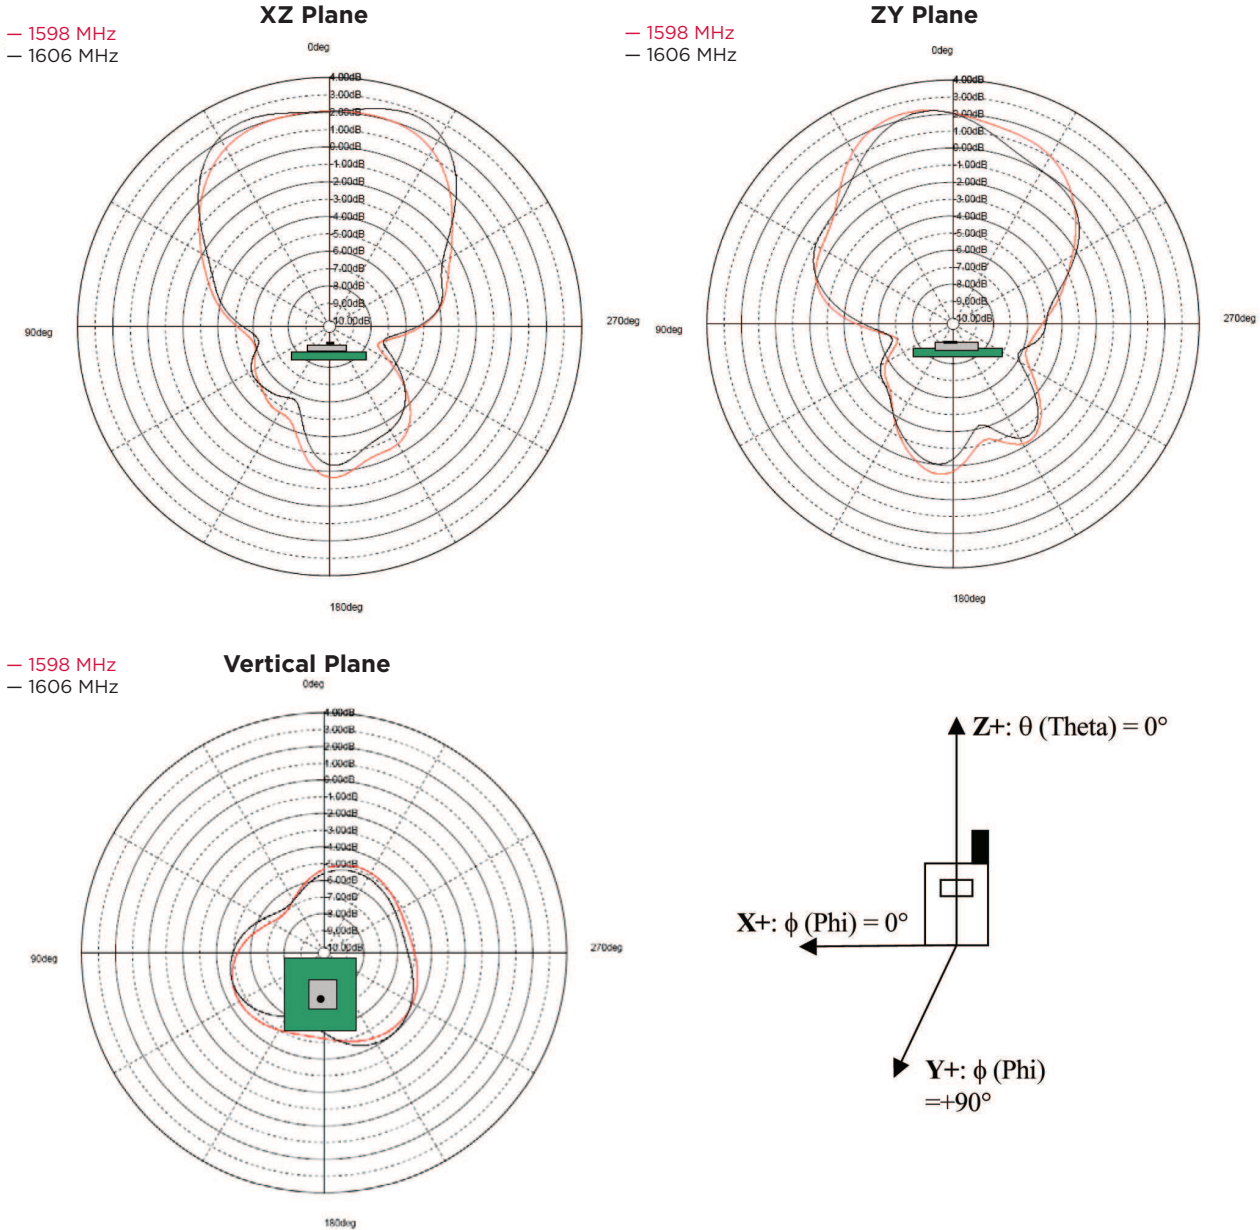 XZ Plane
— 1598 MHz
— 1606 MHz
0deg
4.00dB
3.00dB
2.00dB
1.00dB
0.00dB
-1.00dB
-2.00dB
-3.00dB
-4.00dB
-5.00dB
-6.00dB
-7.00dB
-8.00dB
-9.00dB
-10.00dB
90deg
270deg
180deg
ZY Plane
— 1598 MHz
— 1606 MHz
0deg
4.00dB
3.00dB
2.00dB
1.00dB
0.00dB
-1.00dB
-2.00dB
-3.00dB
-4.00dB
-5.00dB
-6.00dB
-7.00dB
-8.00dB
-9.00dB
-10.00dB
90deg
270deg
180deg
Vertical Plane
— 1598 MHz
— 1606 MHz
0deg
4.00dB
3.00dB
2.00dB
1.00dB
0.00dB
-1.00dB
-2.00dB
-3.00dB
-4.00dB
-5.00dB
-6.00dB
-7.00dB
-8.00dB
-9.00dB
-10.00dB
90deg
270deg
180deg
Z+: θ (Theta) = 0°
X+: ϕ (Phi) = 0°
Y+: ϕ (Phi)
=+90°